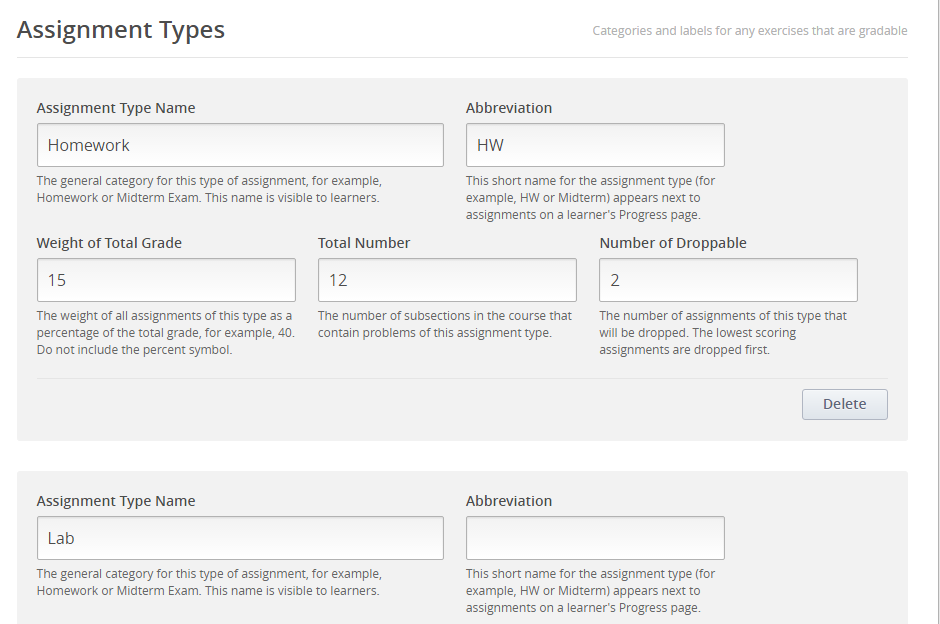 Assignment Types
Categories and labels for any exercises that are gradable
Assignment Type Name
Abbreviation
Homework
HW
The general category for this type of assignment, for example,
Homework or Midterm Exam. This name is visible to learners.
This short name for the assignment type (for
example, HW or Midterm) appears next to
assignments on a learner's Progress page.
Weight of Total Grade
Total Number
Number of Droppable
15
12
2
The weight of all assignments of this type as a
percentage of the total grade, for example, 40.
Do not include the percent symbol.
The number of subsections in the course that
contain problems of this assignment type.
The number of assignments of this type that
will be dropped. The lowest scoring
assignments are dropped first.
Delete
Assignment Type Name
Abbreviation
Lab
The general category for this type of assignment, for example,
Homework or Midterm Exam. This name is visible to learners.
This short name for the assignment type (for
example, HW or Midterm) appears next to
assignments on a learner's Progress page.